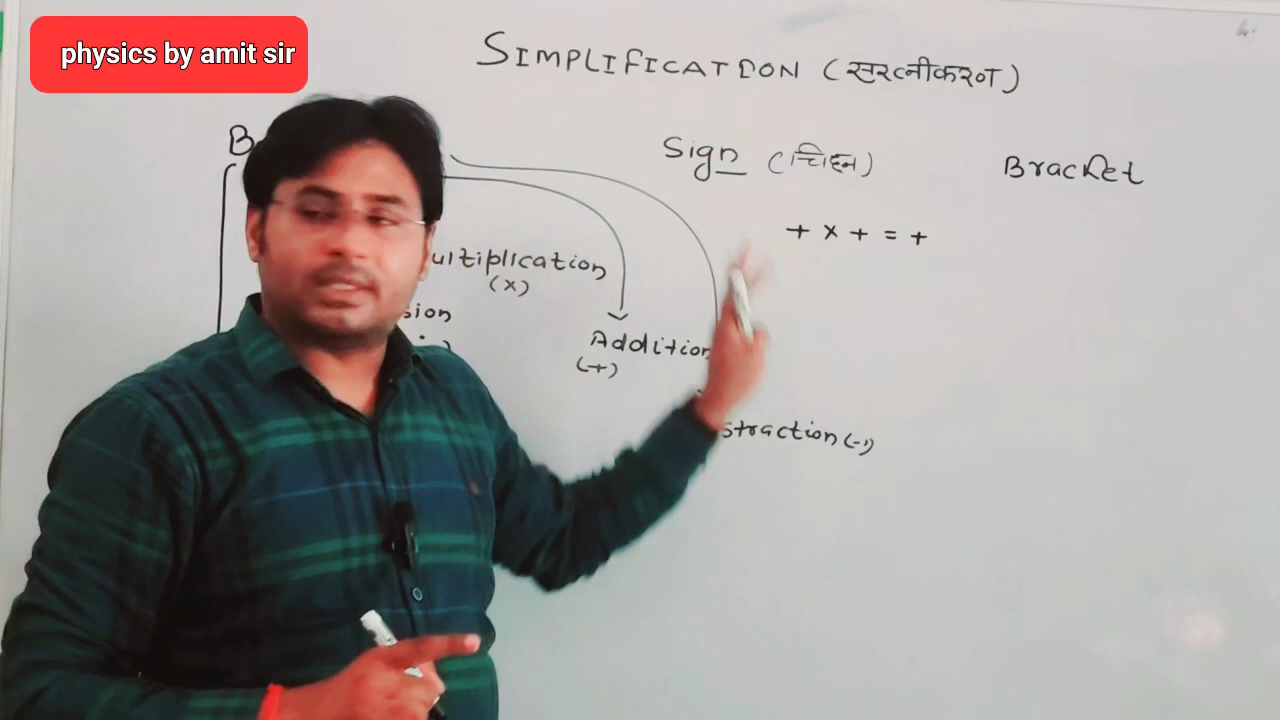 physics by amit sir
SIMPLIFICATION (सरलीकरण)
B
Sign (चिह्न) Bracket
+ × + = +
ultiplication
(×)
sion
Addition
(+)
straction (-)